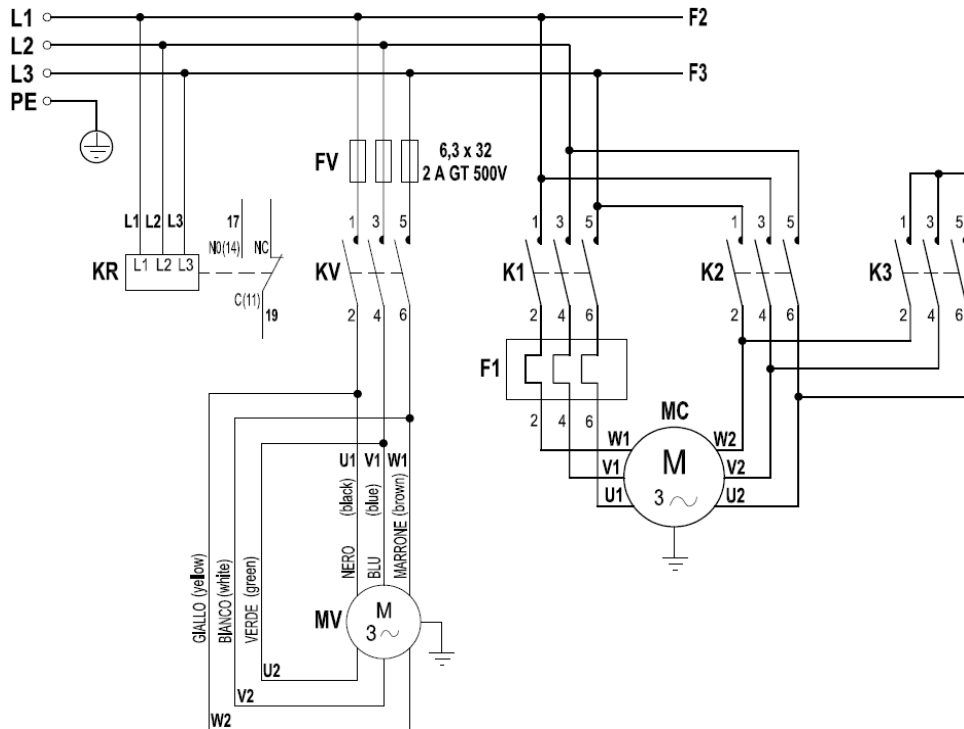 L1 F2
L2
L3 F3
PE
FV 6,3 x 32
2 A GT 500V
L1 L2 L3 17
N0(14) NC
1 3 5 1 3 5 1 3 5 1 3 5
KR L1 L2 L3 KV K1 K2 K3
C(11)
19
2 4 6 2 4 6 2 4 6 2 4 6
F1
2 4 6 MC
W1 W2
V1 M V2
U1 3 ~ U2
U1 V1 W1
NERO (black)
BLU (blue)
MARRONE (brown)
GIALLO (yellow)
BIANCO (white)
VERDE (green)
MV M
3 ~
U2
V2
W2